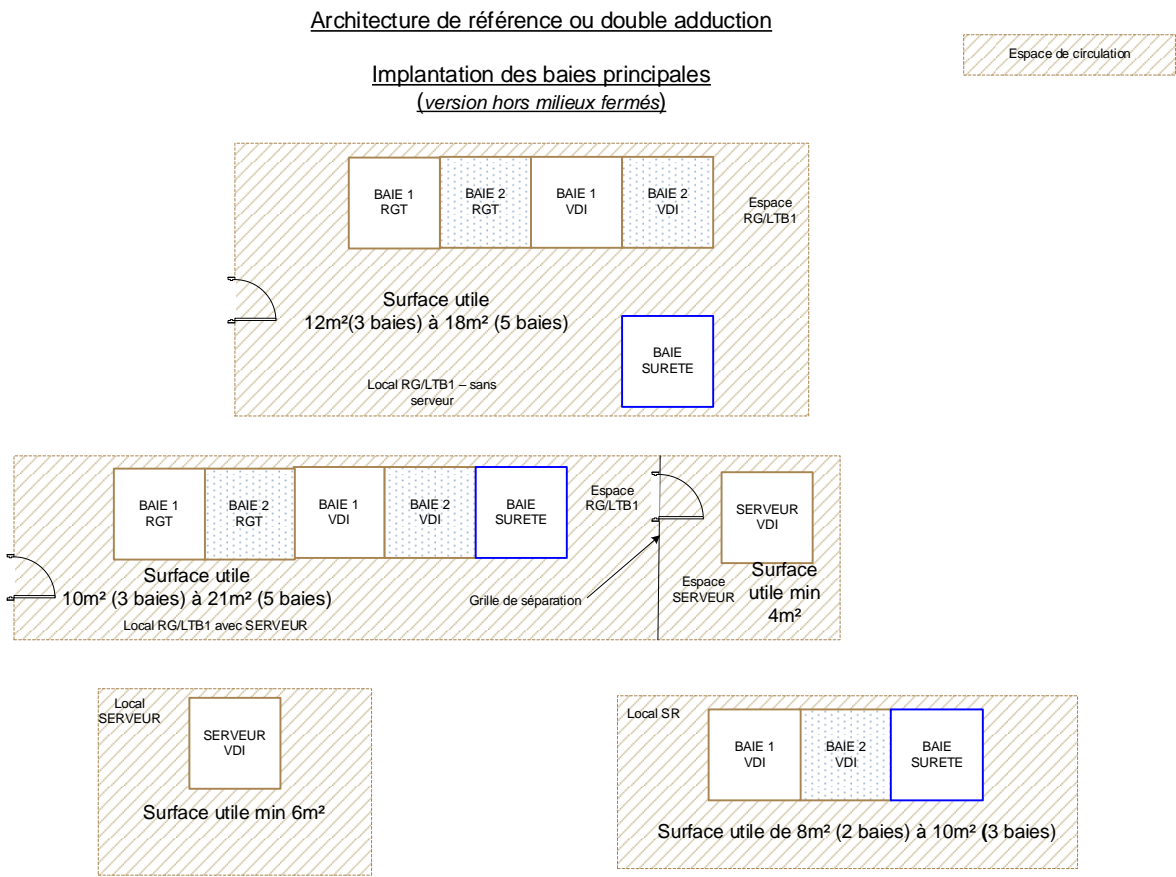 Architecture de référence ou double adduction
Espace de circulation
Implantation des baies principales
(version hors milieux fermés)
BAIE 1
RGT
BAIE 2
RGT
BAIE 1
VDI
BAIE 2
VDI
Espace
RG/LTB1
Surface utile
12m²(3 baies) à 18m² (5 baies)
BAIE
SURETE
Local RG/LTB1 – sans
serveur
BAIE 1
RGT
BAIE 2
RGT
BAIE 1
VDI
BAIE 2
VDI
BAIE
SURETE
Espace
RG/LTB1
SERVEUR
VDI
Surface utile
10m² (3 baies) à 21m² (5 baies)
Local RG/LTB1 avec SERVEUR
Grille de séparation
Espace
SERVEUR
Surface
utile min
4m²
Local
SERVEUR
SERVEUR
VDI
Surface utile min 6m²
Local SR
BAIE 1
VDI
BAIE 2
VDI
BAIE
SURETE
Surface utile de 8m² (2 baies) à 10m² (3 baies)